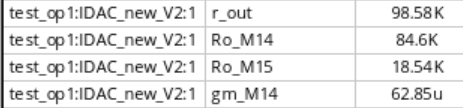 test_op1:IDAC_new_V2:1 r_out 98.58K
test_op1:IDAC_new_V2:1 Ro_M14 84.6K
test_op1:IDAC_new_V2:1 Ro_M15 18.54K
test_op1:IDAC_new_V2:1 gm_M14 62.85u